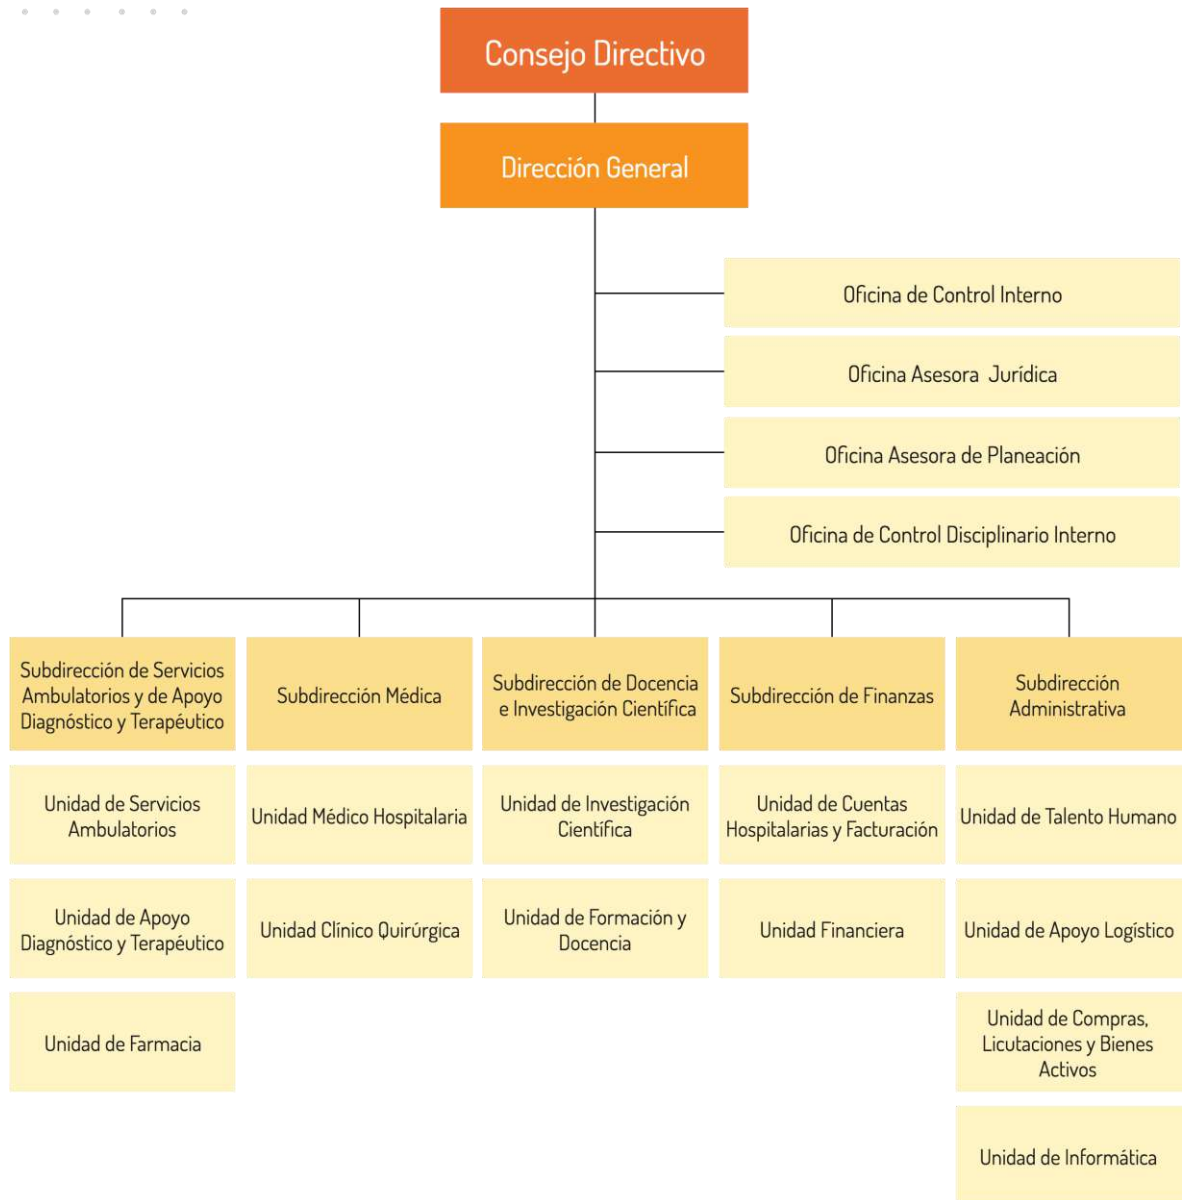 Consejo Directivo
Dirección General
Oficina de Control Interno
Oficina Asesora Jurídica
Oficina Asesora de Planeación
Oficina de Control Disciplinario Interno
Subdirección de Servicios
Ambulatorios y de Apoyo
Diagnóstico y Terapéutico
Subdirección Médica
Subdirección de Docencia
e Investigación Científica
Subdirección de Finanzas
Subdirección
Administrativa
Unidad de Servicios
Ambulatorios
Unidad Médico Hospitalaria
Unidad de Investigación
Científica
Unidad de Cuentas
Hospitalarias y Facturación
Unidad de Talento Humano
Unidad de Apoyo
Diagnóstico y Terapéutico
Unidad Clínico Quirúrgica
Unidad de Formación y
Docencia
Unidad Financiera
Unidad de Apoyo Logístico
Unidad de Farmacia
Unidad de Compras,
Licutaciones y Bienes
Activos
Unidad de Informática